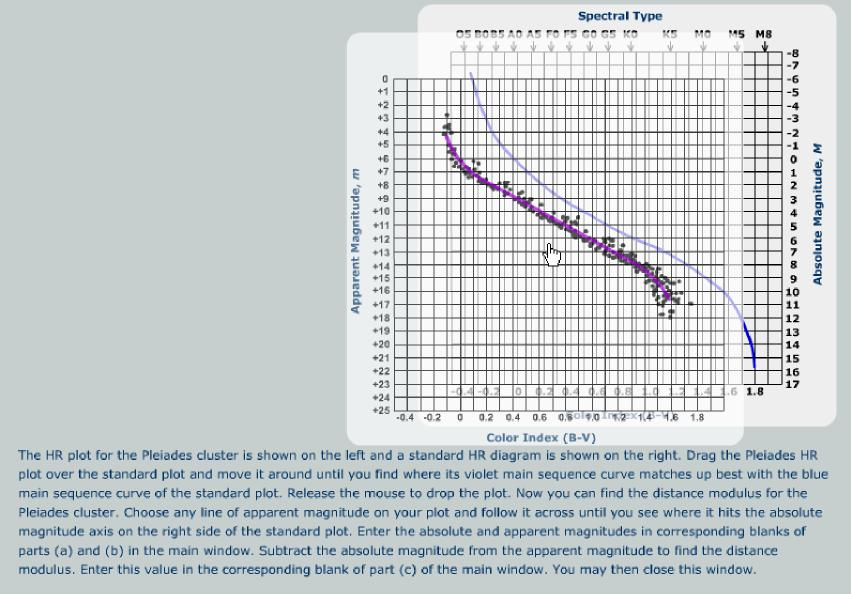 Spectral Type
O5 B0 B5 A0 A5 F0 F5 G0 G5 K0 K5 M0 M5 M8
-8
-7
0 -6
+1 -5
+2 -4
+3 -3
+4 -2
+5 -1
+6 0
+7 1
+8 2
+9 3
+10 4
+11 5
+12 6
+13 7
+14 8
+15 9
+16 10
+17 11
+18 12
+19 13
+20 14
+21 15
+22 16
+23 17
+24
+25
Apparent Magnitude, m
Absolute Magnitude, M
-0.4 -0.2 0 0.2 0.4 0.6 0.8 1.0 1.2 1.4 1.6 1.8
-0.4 -0.2 0 0.2 0.4 0.6 0.8 1.0 1.2 1.4 1.6 1.8
Color Index (B-V)
Color Index (B-V)
The HR plot for the Pleiades cluster is shown on the left and a standard HR diagram is shown on the right. Drag the Pleiades HR
plot over the standard plot and move it around until you find where its violet main sequence curve matches up best with the blue
main sequence curve of the standard plot. Release the mouse to drop the plot. Now you can find the distance modulus for the
Pleiades cluster. Choose any line of apparent magnitude on your plot and follow it across until you see where it hits the absolute
magnitude axis on the right side of the standard plot. Enter the absolute and apparent magnitudes in corresponding blanks of
parts (a) and (b) in the main window. Subtract the absolute magnitude from the apparent magnitude to find the distance
modulus. Enter this value in the corresponding blank of part (c) of the main window. You may then close this window.